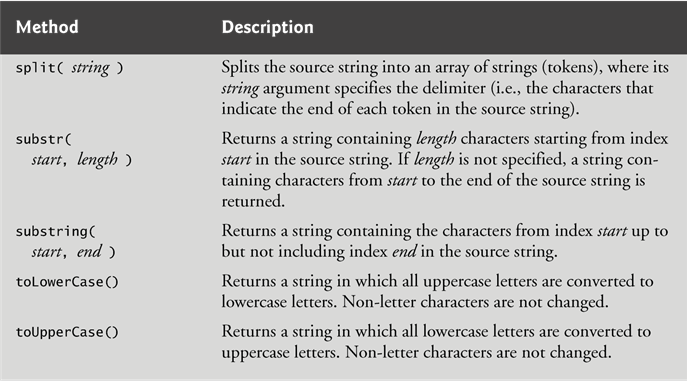 Method Description
split( string ) Splits the source string into an array of strings (tokens), where its
string argument specifies the delimiter (i.e., the characters that
indicate the end of each token in the source string).
substr( Returns a string containing length characters starting from index
start, length ) start in the source string. If length is not specified, a string con-
taining characters from start to the end of the source string is
returned.
substring( Returns a string containing the characters from index start up to
start, end ) but not including index end in the source string.
toLowerCase() Returns a string in which all uppercase letters are converted to
lowercase letters. Non-letter characters are not changed.
toUpperCase() Returns a string in which all lowercase letters are converted to
uppercase letters. Non-letter characters are not changed.